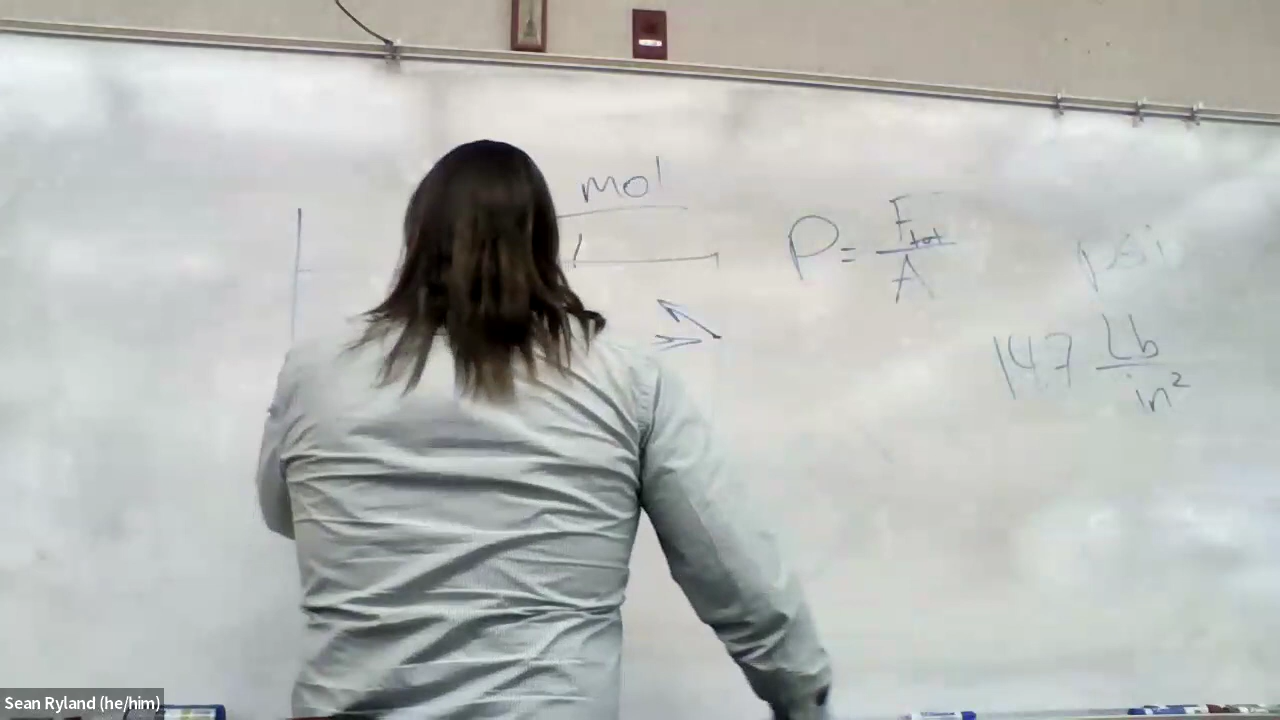 mol
P = F_tot / A
psi
14.7 Lb / in²
Sean Ryland (he/him)